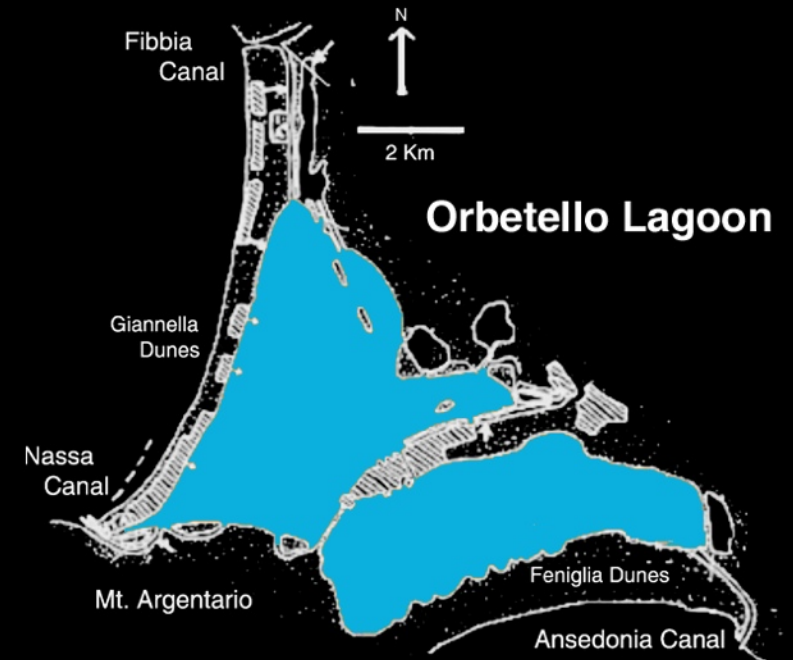 N
Fibbia
Canal
2 Km
Orbetello Lagoon
Giannella
Dunes
Nassa
Canal
Feniglia Dunes
Mt. Argentario
Ansedonia Canal